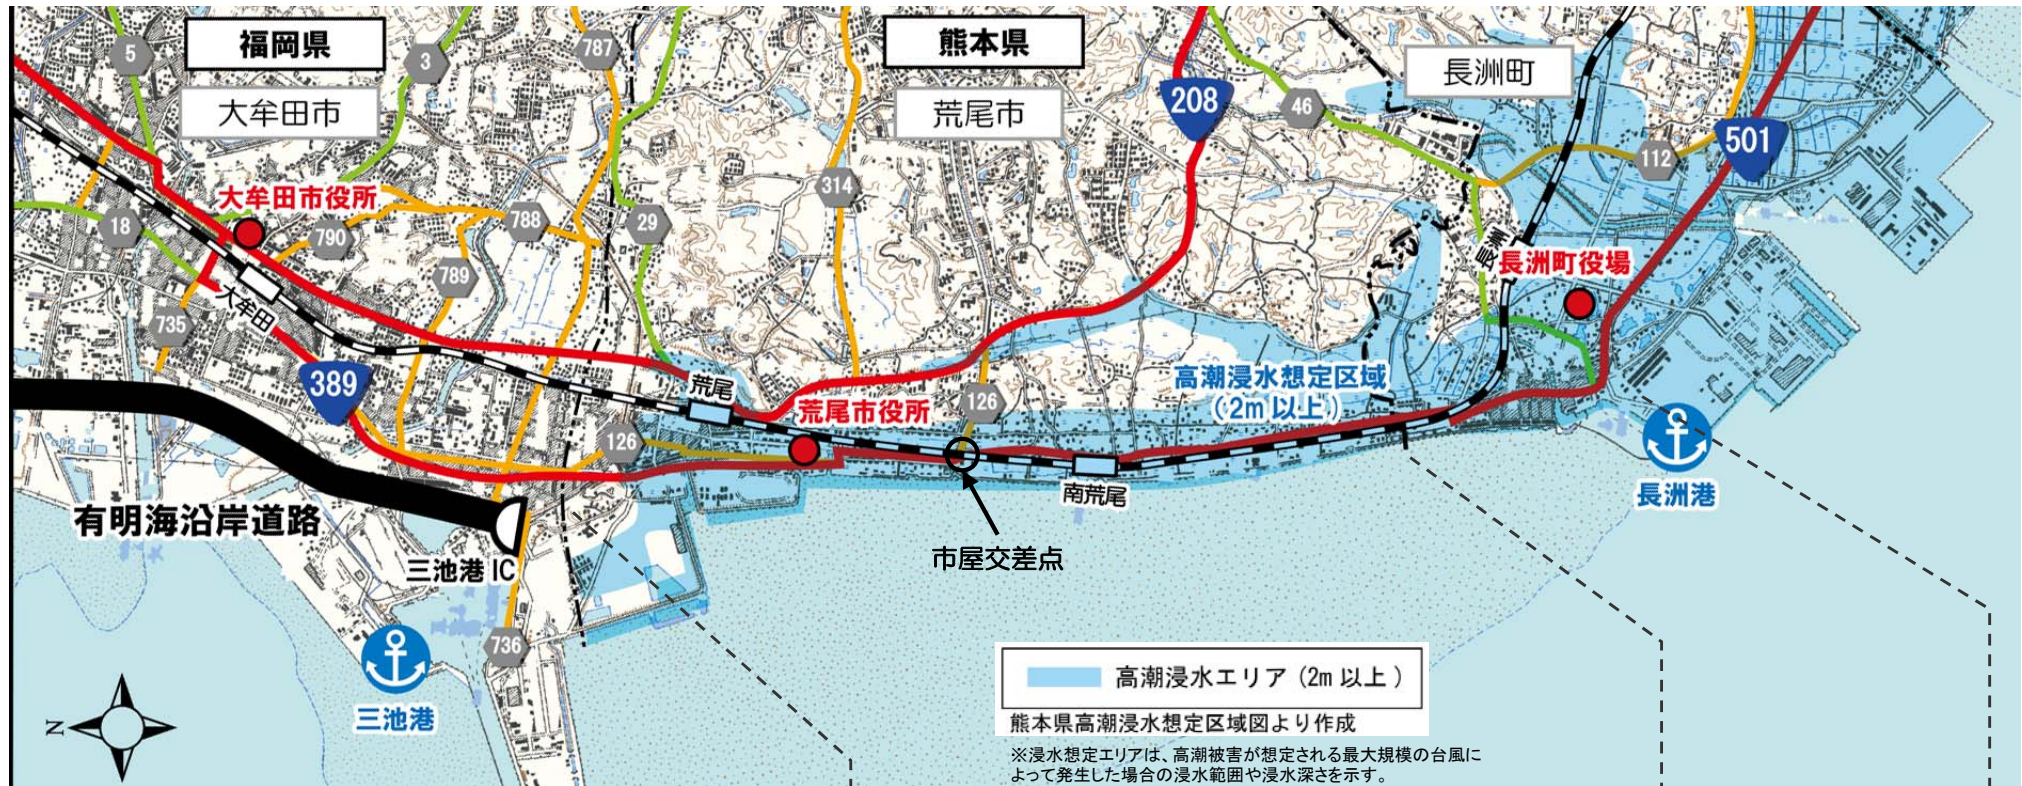 福岡県
熊本県
大牟田市
荒尾市
長洲町
5
3
787
208
46
112
501
314
大牟田市役所
18
790
788
789
29
735
大牟田
389
長洲
長洲町役場
荒尾
荒尾市役所
126
126
高潮浸水想定区域
(2m 以上)
南荒尾
市屋交差点
長洲港
有明海沿岸道路
三池港 IC
736
三池港
N
高潮浸水エリア (2m 以上 )
熊本県高潮浸水想定区域図より作成
※浸水想定エリアは、高潮被害が想定される最大規模の台風に
よって発生した場合の浸水範囲や浸水深さを示す。